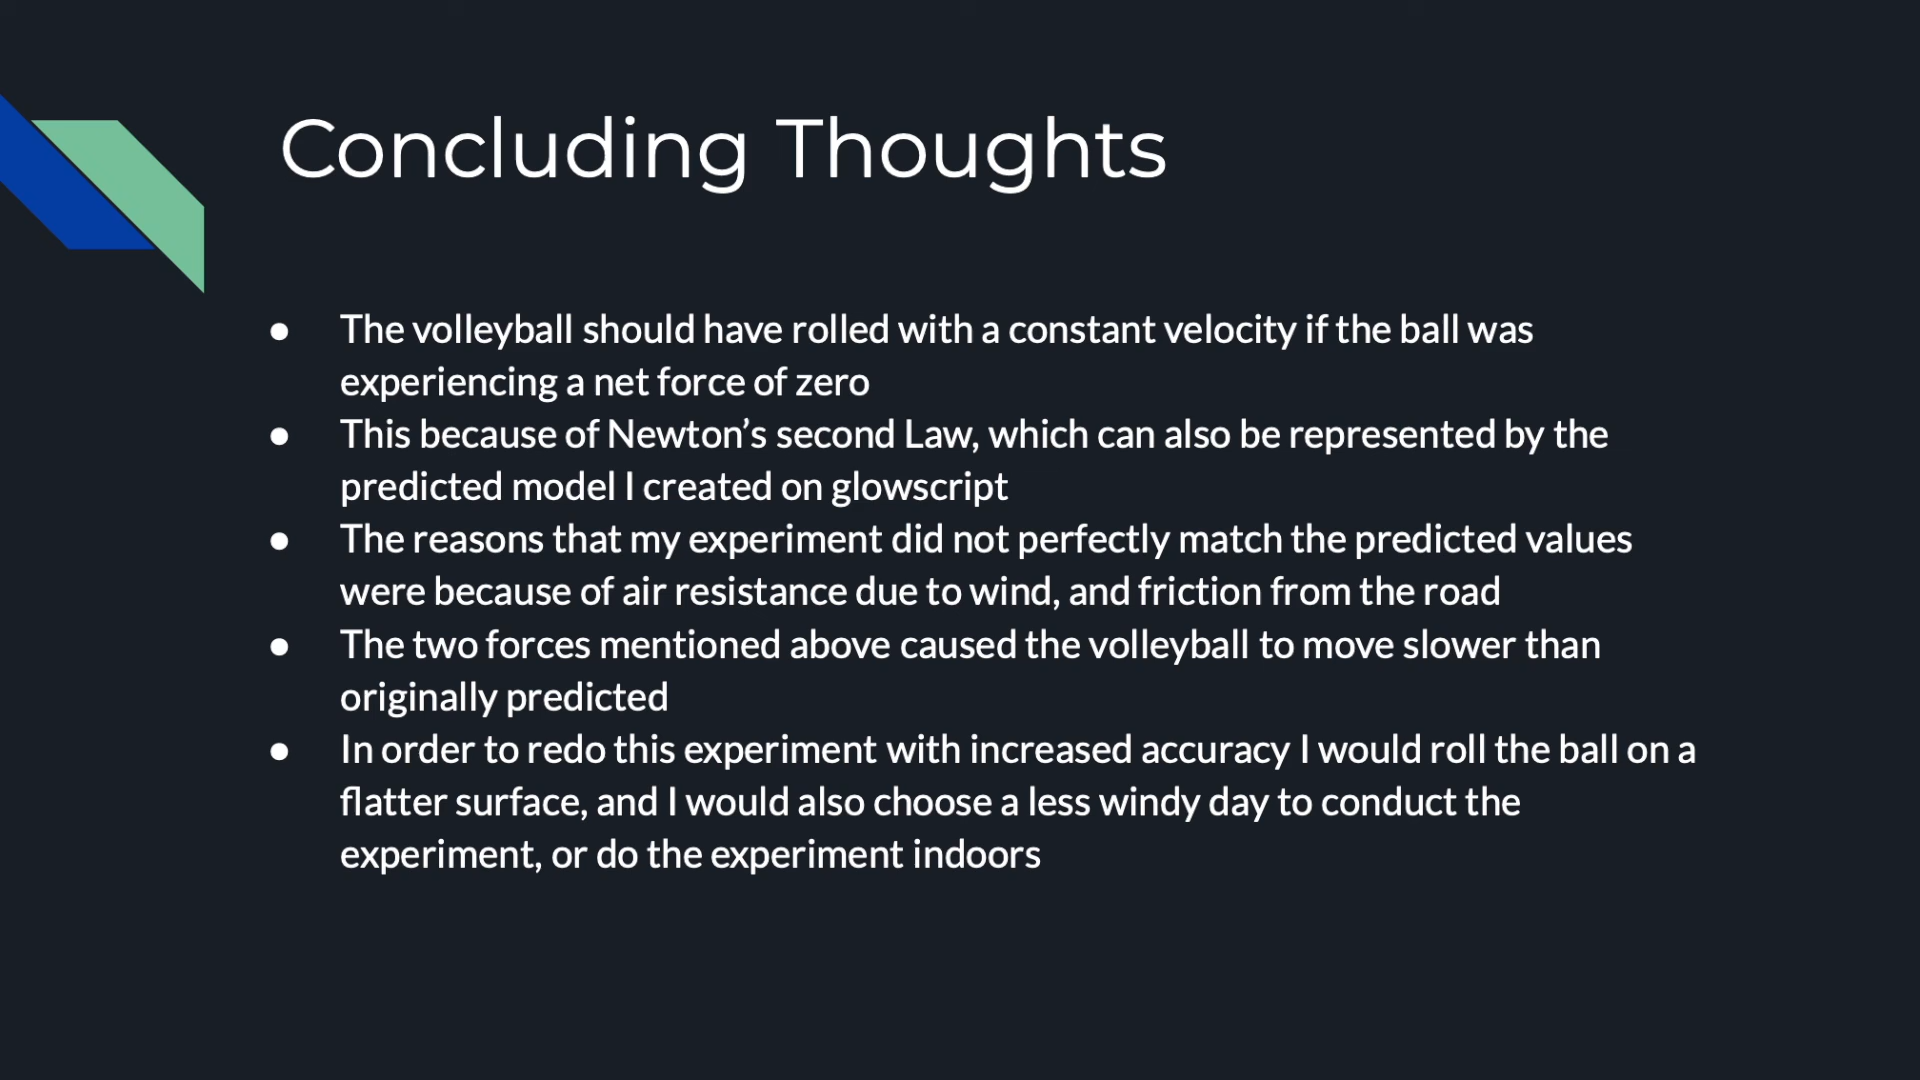 Concluding Thoughts
● The volleyball should have rolled with a constant velocity if the ball was
experiencing a net force of zero
● This because of Newton’s second Law, which can also be represented by the
predicted model I created on glowscript
● The reasons that my experiment did not perfectly match the predicted values
were because of air resistance due to wind, and friction from the road
● The two forces mentioned above caused the volleyball to move slower than
originally predicted
● In order to redo this experiment with increased accuracy I would roll the ball on a
flatter surface, and I would also choose a less windy day to conduct the
experiment, or do the experiment indoors